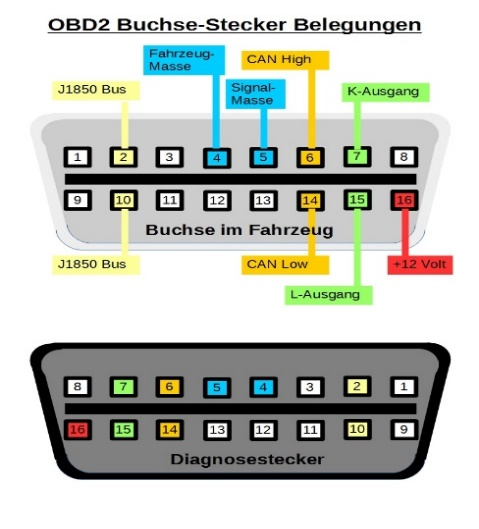 OBD2 Buchse-Stecker Belegungen
Fahrzeug-
Masse
CAN High
J1850 Bus
Signal-
Masse
K-Ausgang
1 2 3 4 5 6 7 8
9 10 11 12 13 14 15 16
Buchse im Fahrzeug
J1850 Bus
CAN Low
+12 Volt
L-Ausgang
8 7 6 5 4 3 2 1
16 15 14 13 12 11 10 9
Diagnosestecker